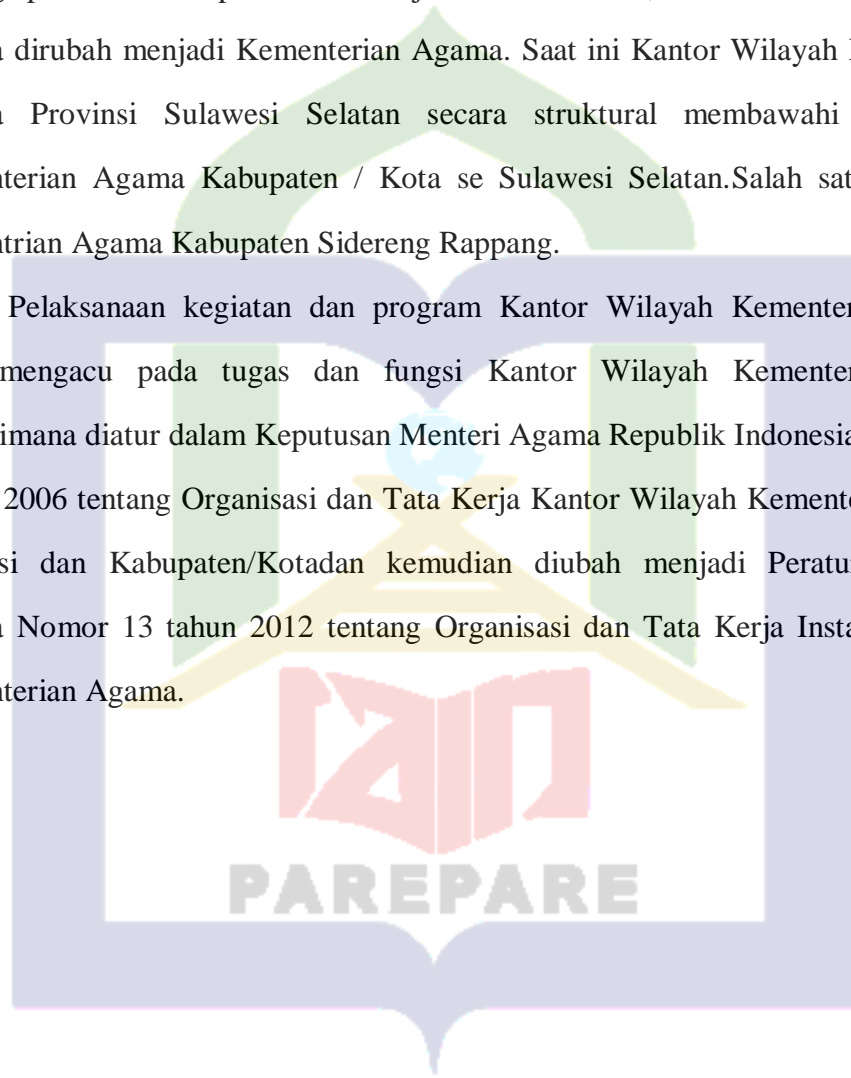 dirubah menjadi Kementerian Agama. Saat ini Kantor Wilayah
Provinsi Sulawesi Selatan secara struktural membawahi
nterian Agama Kabupaten / Kota se Sulawesi Selatan.Salah sat
ntrian Agama Kabupaten Sidereng Rappang.
Pelaksanaan kegiatan dan program Kantor Wilayah Kementer
mengacu pada tugas dan fungsi Kantor Wilayah Kementer
imana diatur dalam Keputusan Menteri Agama Republik Indonesia
2006 tentang Organisasi dan Tata Kerja Kantor Wilayah Kemente
si dan Kabupaten/Kotadan kemudian diubah menjadi Peratu
Nomor 13 tahun 2012 tentang Organisasi dan Tata Kerja Insta
nterian Agama.
iain
PAREPARE